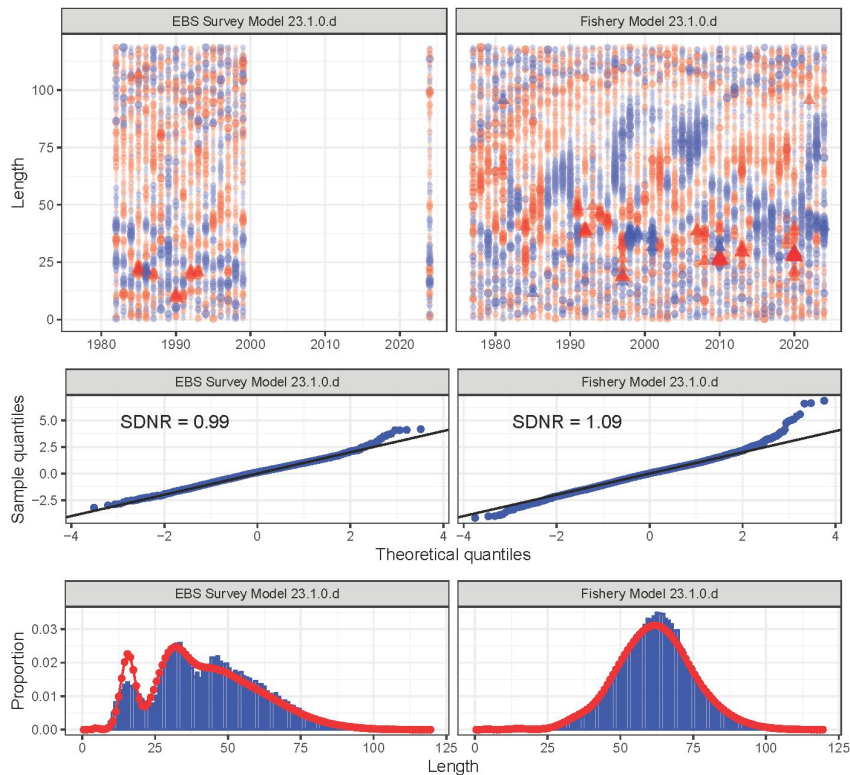 EBS Survey Model 23.1.0.d
Fishery Model 23.1.0.d
Length
100
75
50
25
0
1980 1990 2000 2010 2020
1980 1990 2000 2010 2020
EBS Survey Model 23.1.0.d
Fishery Model 23.1.0.d
Sample quantiles
5.0
2.5
0.0
−2.5
SDNR = 0.99
SDNR = 1.09
−4 −2 0 2 4
−4 −2 0 2 4
Theoretical quantiles
EBS Survey Model 23.1.0.d
Fishery Model 23.1.0.d
Proportion
0.03
0.02
0.01
0.00
0 25 50 75 100 125
0 25 50 75 100 125
Length